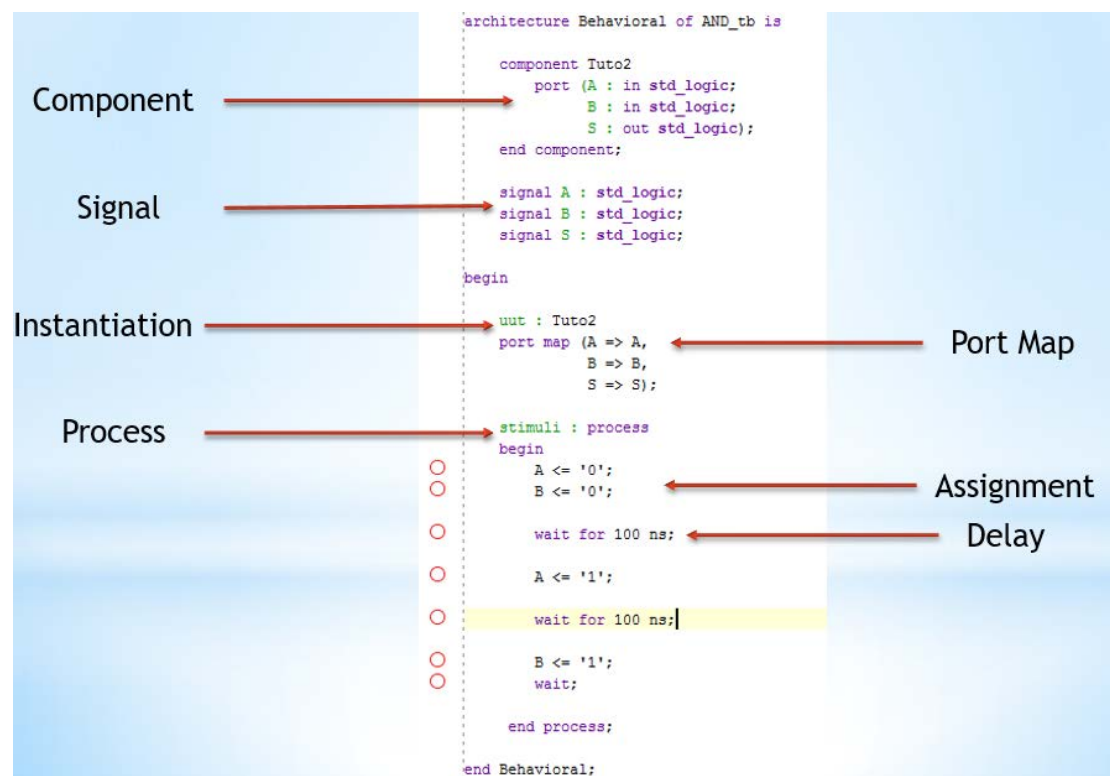 architecture Behavioral of AND_tb is
component Tuto2
Component
port (A : in std_logic;
B : in std_logic;
S : out std_logic);
end component;
Signal
signal A : std_logic;
signal B : std_logic;
signal S : std_logic;
begin
Instantiation
uut : Tuto2
port map (A => A,
Port Map
B => B,
S => S);
Process
stimuli : process
begin
A <= '0';
B <= '0';
Assignment
wait for 100 ns;
Delay
A <= '1';
wait for 100 ns;
B <= '1';
wait;
end process;
end Behavioral;